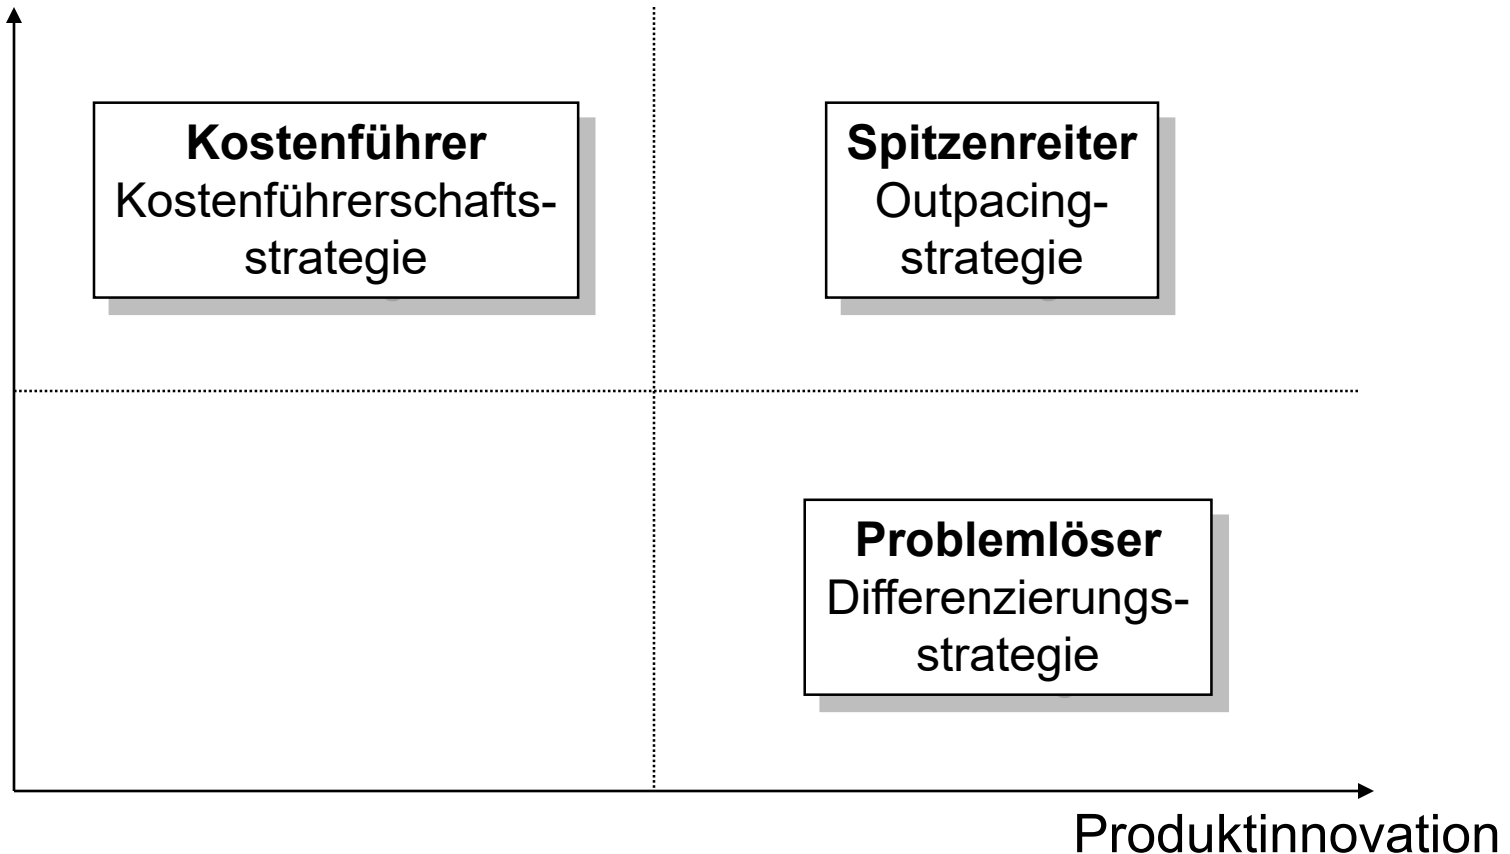 Kostenführer
Kostenführerschafts-
strategie
Spitzenreiter
Outpacing-
strategie
Problemlöser
Differenzierungs-
strategie
Produktinnovation